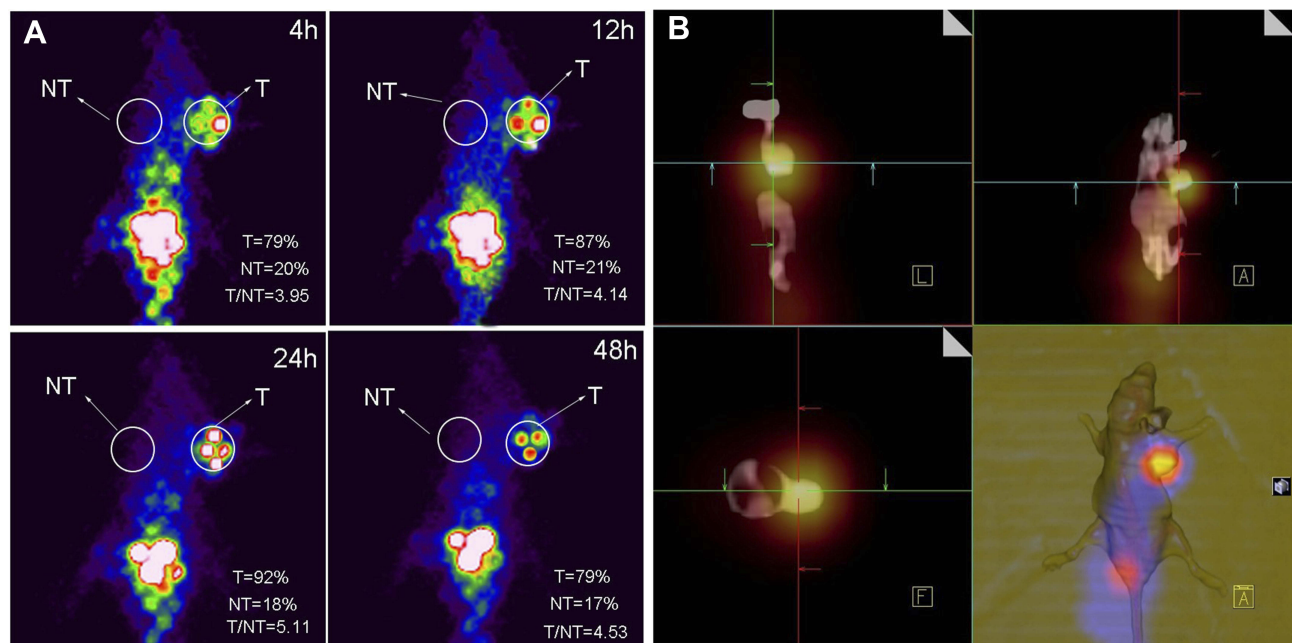 A
4h
NT
T
T=79%
NT=20%
T/NT=3.95
12h
NT
T
T=87%
NT=21%
T/NT=4.14
24h
NT
T
T=92%
NT=18%
T/NT=5.11
48h
NT
T
T=79%
NT=17%
T/NT=4.53
B
L
A
F
A